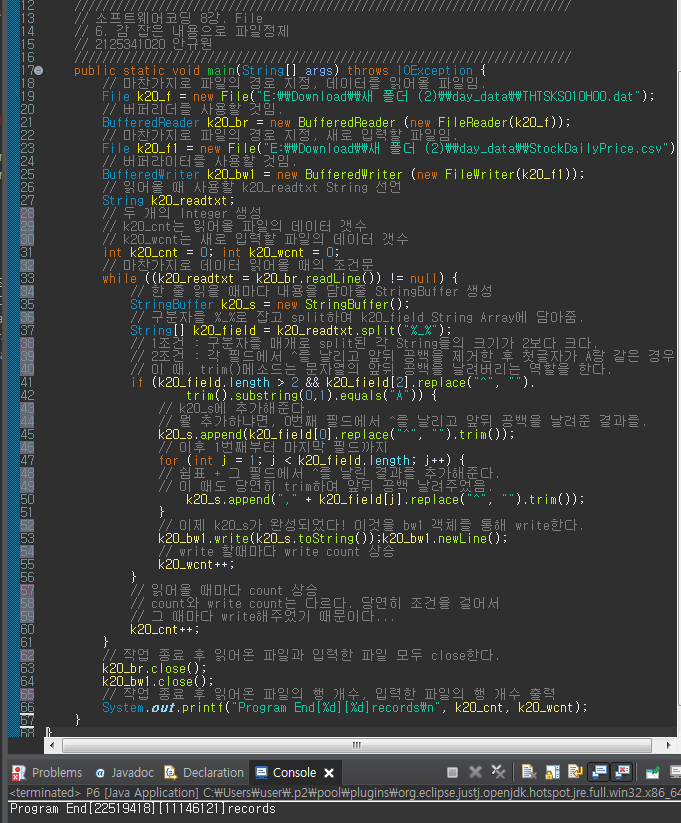 12 //////////////////////////////////////////////////////////////////////
13 // 소프트웨어코딩 8강. File
14 // 6. 감 잡은 내용으로 파일정제
15 // 2125341020 안규원
16 //////////////////////////////////////////////////////////////////////
17 public static void main(String[] args) throws IOException {
18 // 마찬가지로 파일의 경로 지정, 데이터를 읽어올 파일임.
19 File k20_f = new File("E:\\Download\\새 폴더 (2)\\day_data\\THTSKS010H00.dat");
20 // 버퍼리더를 사용할 것임.
21 BufferedReader k20_br = new BufferedReader (new FileReader(k20_f));
22 // 마찬가지로 파일의 경로 지정, 새로 입력할 파일임.
23 File k20_f1 = new File("E:\\Download\\새 폴더 (2)\\day_data\\StockDailyPrice.csv")
24 // 버퍼라이터를 사용할 것임.
25 BufferedWriter k20_bw1 = new BufferedWriter (new FileWriter(k20_f1));
26 // 읽어올 때 사용할 k20_readtxt String 선언
27 String k20_readtxt;
28 // 두 개의 Integer 생성
29 // k20_cnt는 읽어올 파일의 데이터 갯수
30 // k20_wcnt는 새로 입력할 파일의 데이터 갯수
31 int k20_cnt = 0; int k20_wcnt = 0;
32 // 마찬가지로 데이터 읽어올 때의 조건문
33 while ((k20_readtxt = k20_br.readLine()) != null) {
34 // 한 줄 읽을 때마다 내용을 담아올 StringBuffer 생성
35 StringBuffer k20_s = new StringBuffer();
36 // 구분자를 %_%로 잡고 split하여 k20_field String Array에 담아줌.
37 String[] k20_field = k20_readtxt.split("%_%");
38 // 1조건 : 구분자를 매개로 split된 각 String들의 크기가 2보다 크다.
39 // 2조건 : 각 필드에서 ^를 날리고 앞뒤 공백을 제거한 후 첫글자가 A랑 같은 경우
40 // 이 때, trim()메소드는 문자열의 앞뒤 공백을 날려버리는 역할을 한다.
41 if (k20_field.length > 2 && k20_field[2].replace("^", "").
42 trim().substring(0,1).equals("A")) {
43 // k20_s에 추가해준다.
44 // 뭘 추가하냐면, 0번째 필드에서 ^를 날리고 앞뒤 공백을 날려준 결과를.
45 k20_s.append(k20_field[0].replace("^", "").trim());
46 // 이후 1번째부터 마지막 필드까지
47 for (int j = 1; j < k20_field.length; j++) {
48 // 쉼표 + 그 필드에서 ^를 날린 결과를 추가해준다.
49 // 이 때도 당연히 trim하며 앞뒤 공백 날려주었음.
50 k20_s.append("," + k20_field[j].replace("^", "").trim());
51 }
52 // 이제 k20_s가 완성되었다! 이것을 bw1 객체를 통해 write한다.
53 k20_bw1.write(k20_s.toString());k20_bw1.newLine();
54 // write 할때마다 write count 상승
55 k20_wcnt++;
56 }
57 // 읽어올 때마다 count 상승
58 // count와 write count는 다르다. 당연히 조건을 걸어서
59 // 그 때마다 write해주었기 때문이다...
60 k20_cnt++;
61 }
62 // 작업 종료 후 읽어온 파일과 입력한 파일 모두 close한다.
63 k20_br.close();
64 k20_bw1.close();
65 // 작업 종료 후 읽어온 파일의 행 개수, 입력한 파일의 행 개수 출력
66 System.out.printf("Program End[%d][%d]records\n", k20_cnt, k20_wcnt);
67 }
68 }
Problems @ Javadoc Declaration Console
<terminated> P6 [Java Application] C:\Users\user\.p2\pool\plugins\org.eclipse.justj.openjdk.hotspot.jre.full.win32.x86_64
Program End[22519418][11146121]records